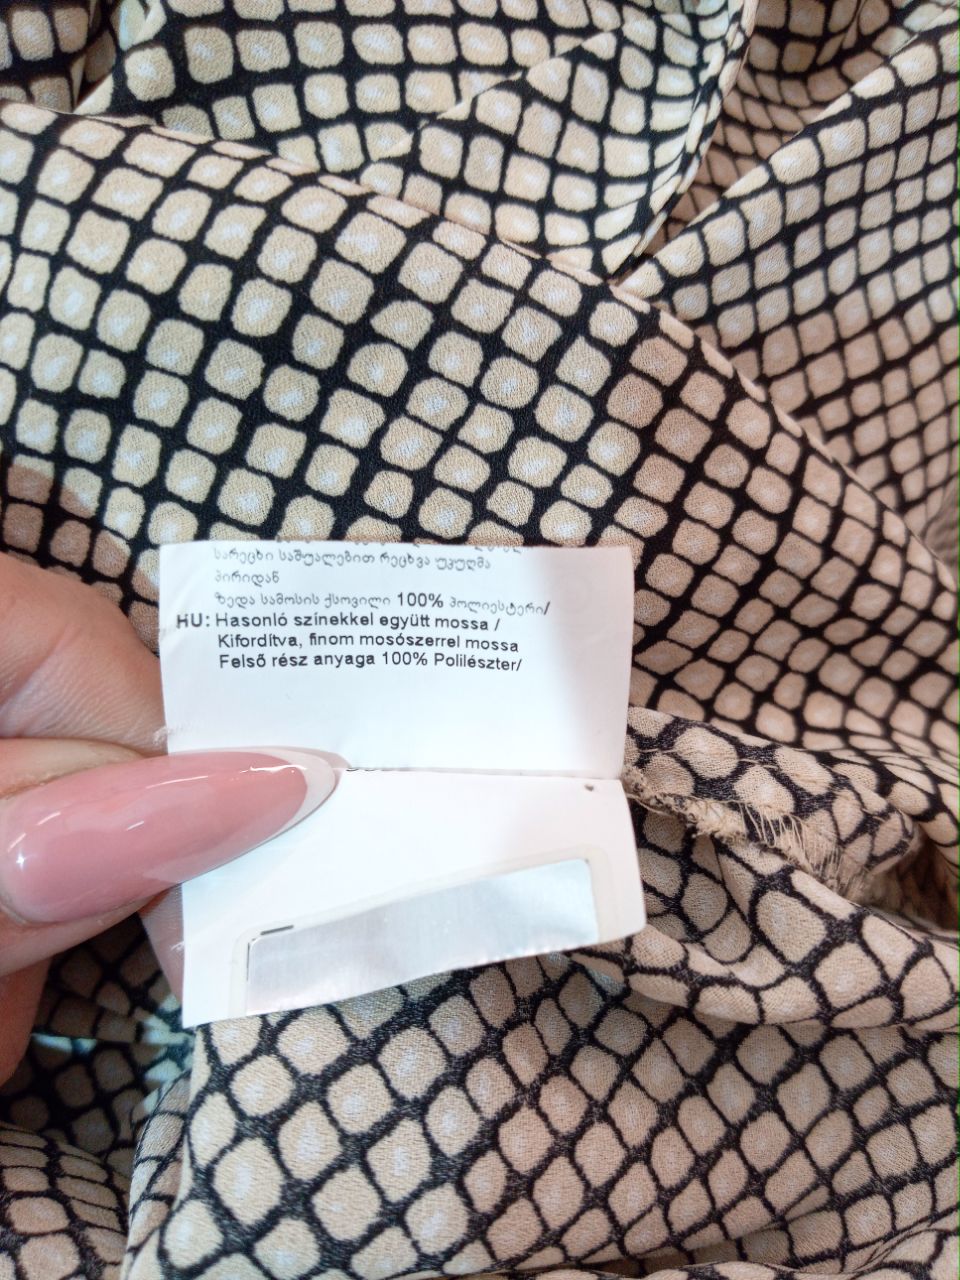 სარეცხი საშუალებით რეცხვა უკუღმა
პირიდან
ზედა სამოსის ქსოვილი 100% პოლიესტერი/
HU: Hasonló színekkel együtt mossa /
Kifordítva, finom mosószerrel mossa
Felső rész anyaga 100% Polilészter/